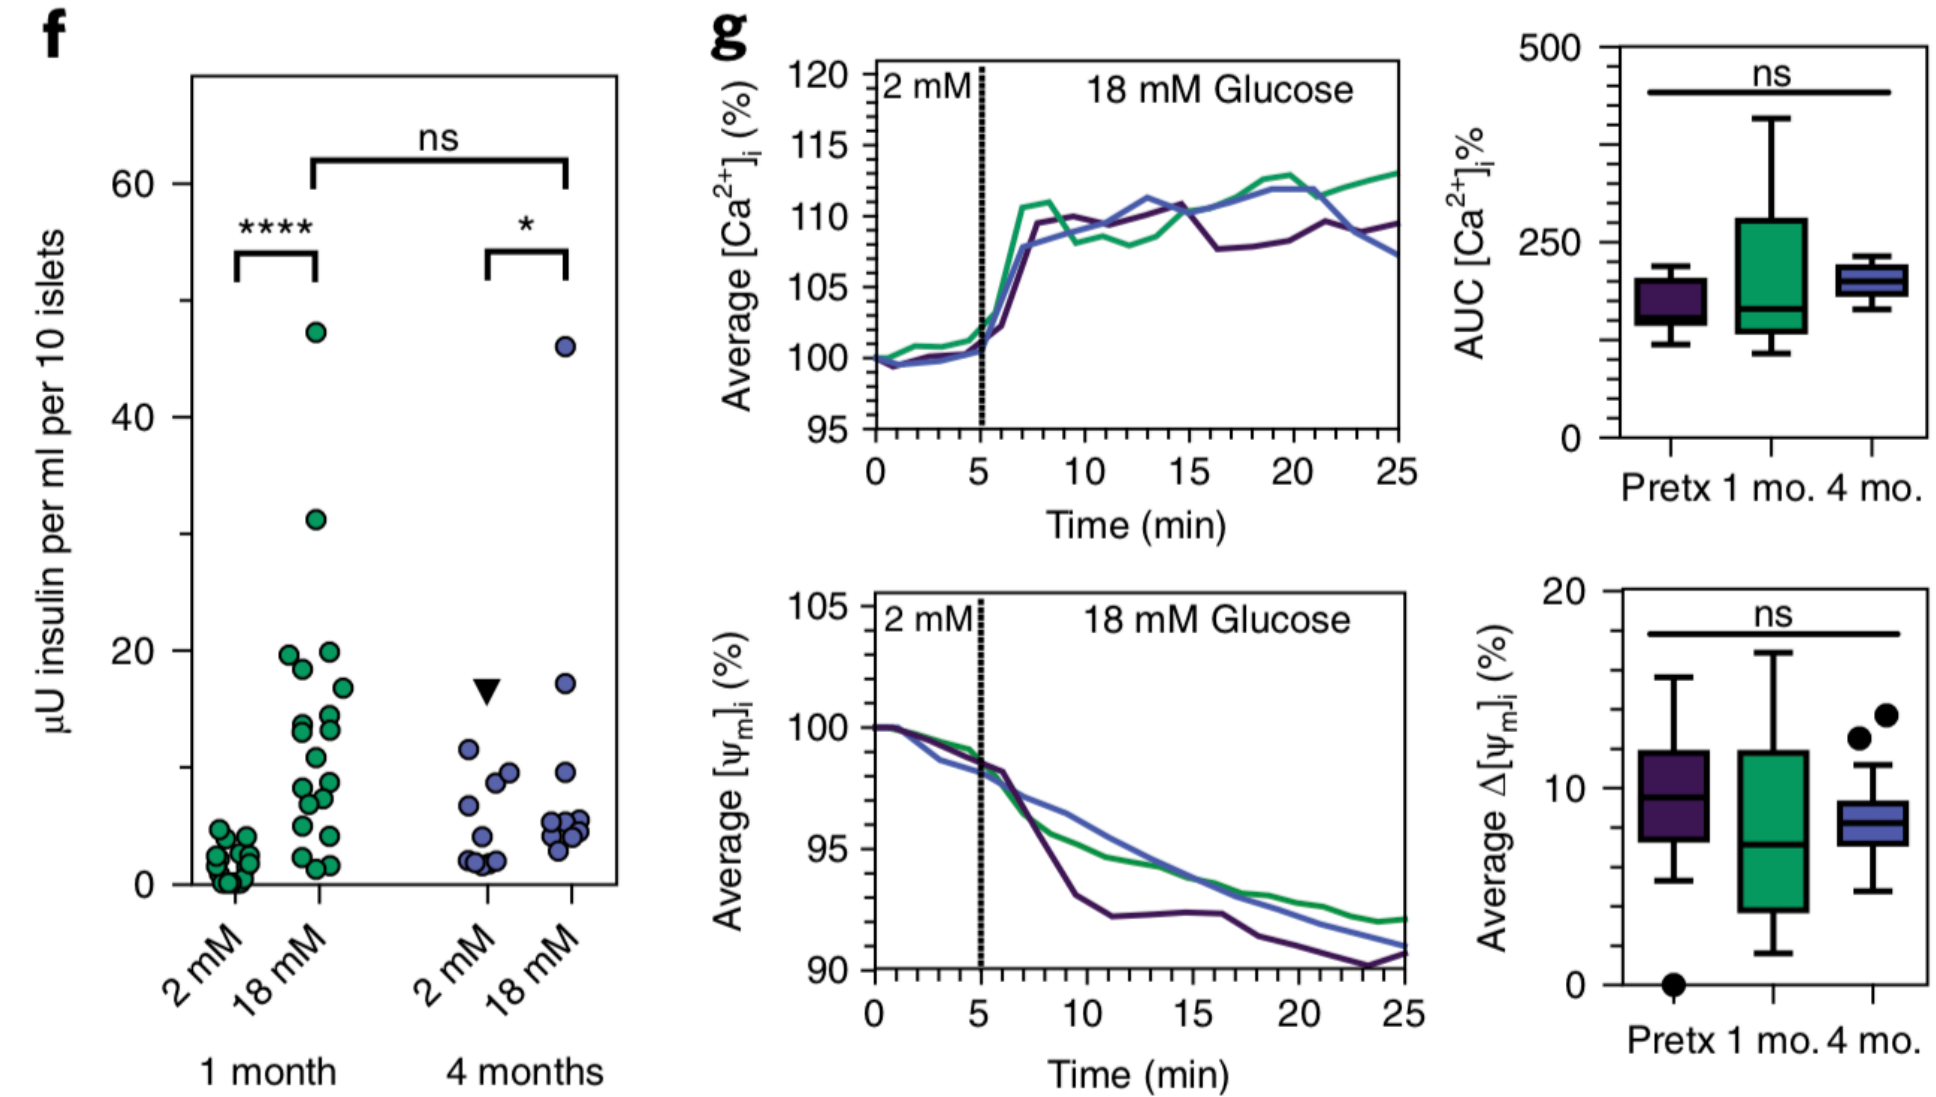 f
μU insulin per ml per 10 islets
60
40
20
0
ns
****
*
2 mM
18 mM
2 mM
18 mM
1 month
4 months
g
Average [Ca²⁺]ᵢ (%)
120
115
110
105
100
95
2 mM
18 mM Glucose
0 5 10 15 20 25
Time (min)
AUC [Ca²⁺]ᵢ%
500
250
0
ns
Pretx 1 mo. 4 mo.
Average [ψₘ]ᵢ (%)
105
100
95
90
2 mM
18 mM Glucose
0 5 10 15 20 25
Time (min)
Average Δ[ψₘ]ᵢ (%)
20
10
0
ns
Pretx 1 mo. 4 mo.